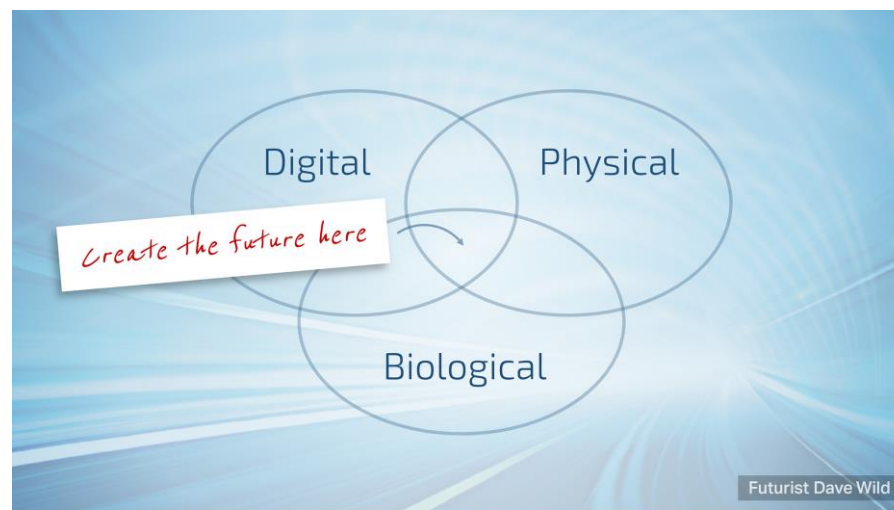 Digital
Physical
Create the future here
Biological
Futurist Dave Wild